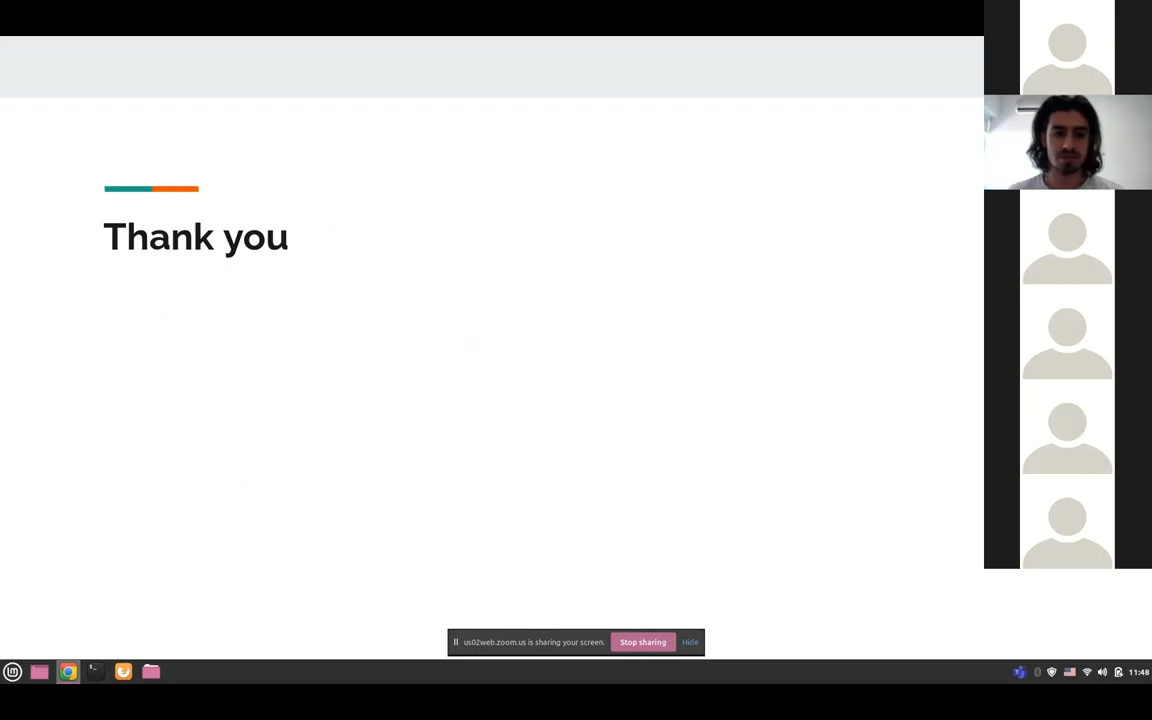 Thank you
us02web.zoom.us is sharing your screen.
Stop sharing
Hide
11:48